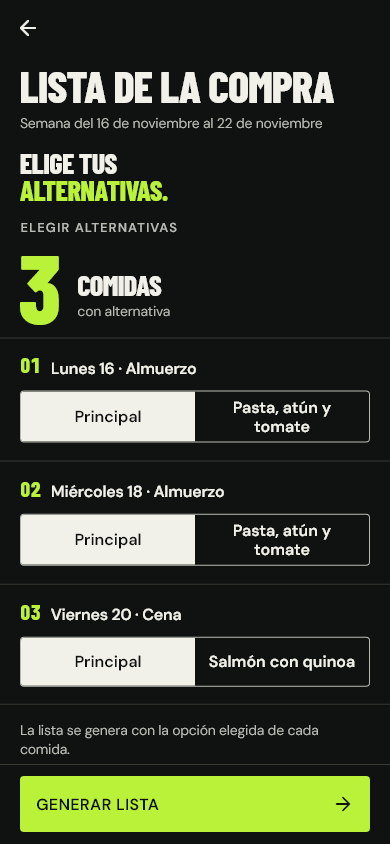 LISTA DE LA COMPRA
Semana del 16 de noviembre al 22 de noviembre
ELIGE TUS
ALTERNATIVAS.
ELEGIR ALTERNATIVAS
3
COMIDAS
con alternativa
01 Lunes 16 · Almuerzo
Principal
Pasta, atún y
tomate
02 Miércoles 18 · Almuerzo
Principal
Pasta, atún y
tomate
03 Viernes 20 · Cena
Principal
Salmón con quinoa
La lista se genera con la opción elegida de cada
comida.
GENERAR LISTA